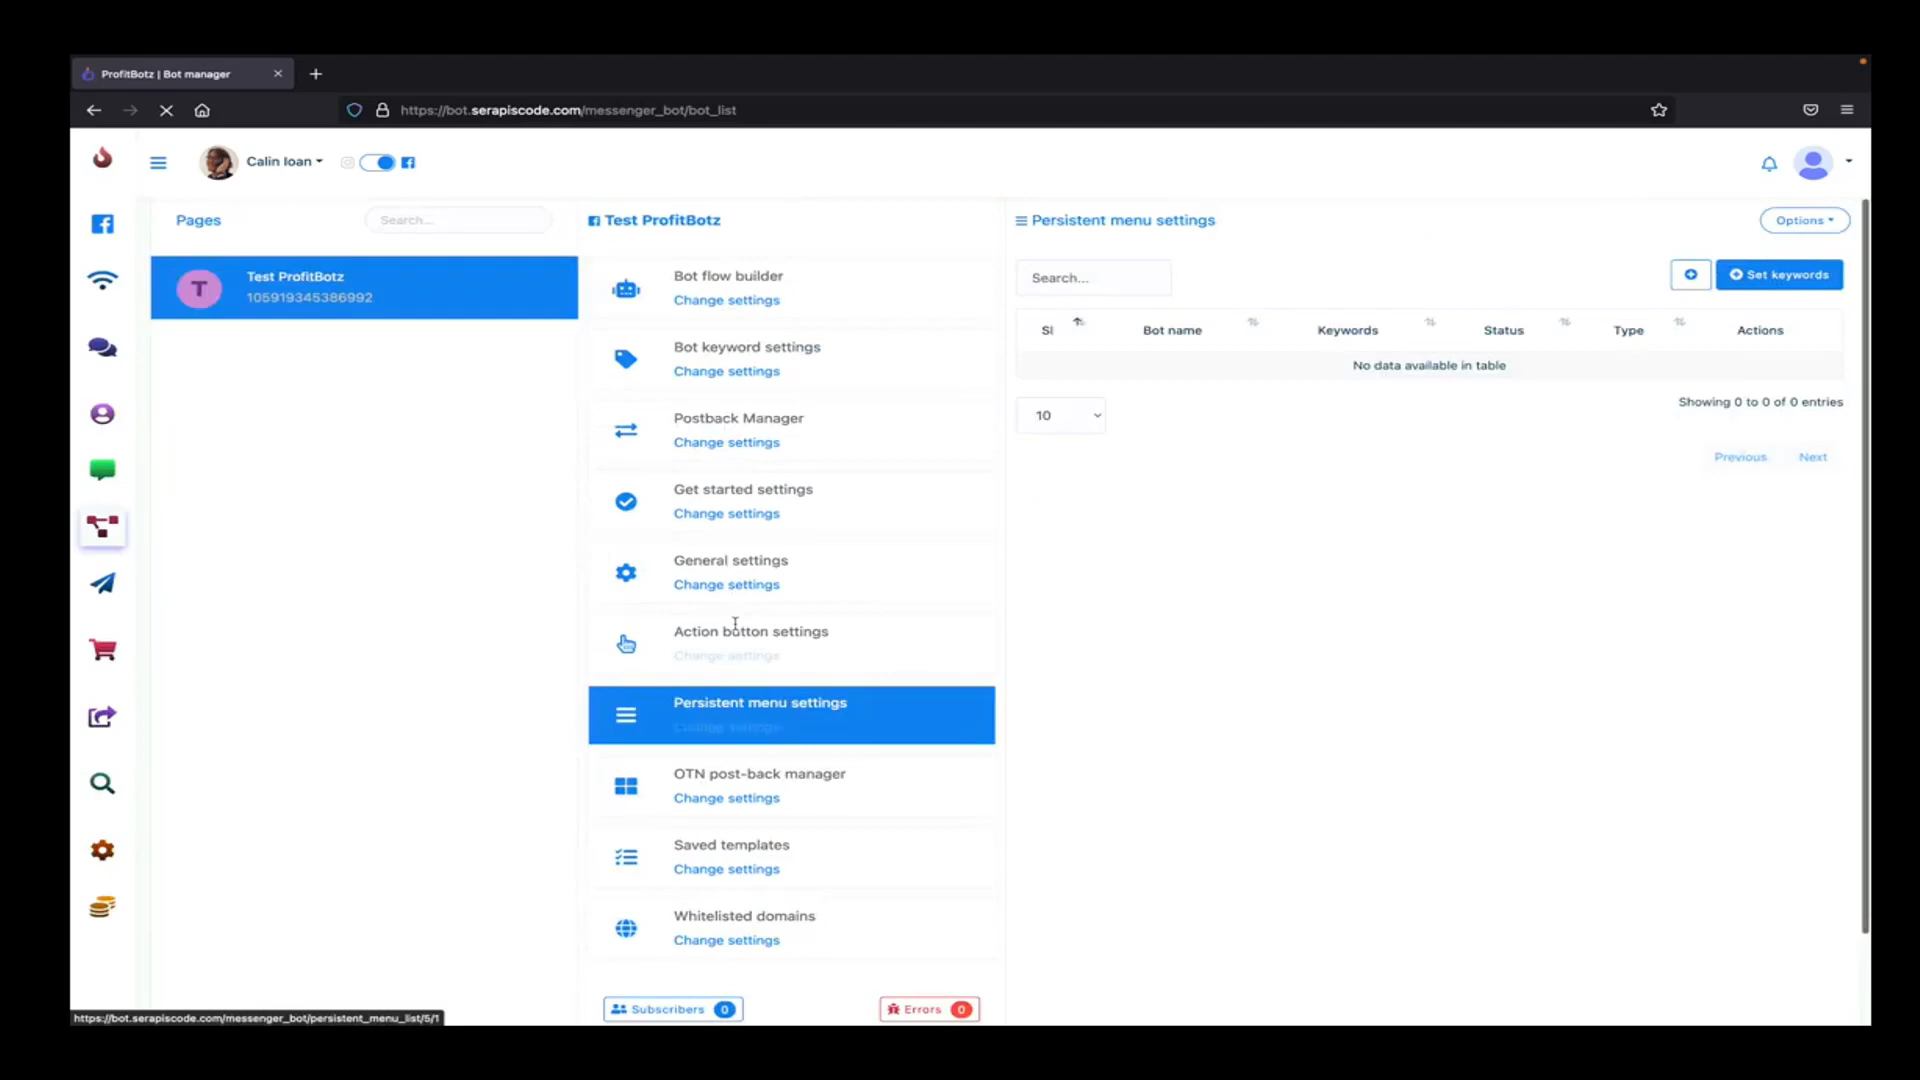 ProfitBotz | Bot manager
https://bot.serapiscode.com/messenger_bot/bot_list
Calin Ioan
Pages
Search...
Test ProfitBotz
105919345386992
Test ProfitBotz
Bot flow builder
Change settings
Bot keyword settings
Change settings
Postback Manager
Change settings
Get started settings
Change settings
General settings
Change settings
Action button settings
Change settings
Persistent menu settings
Change settings
OTN post-back manager
Change settings
Saved templates
Change settings
Whitelisted domains
Change settings
Subscribers 0
Errors 0
Persistent menu settings
Options
Search...
Set keywords
Sl Bot name Keywords Status Type Actions
No data available in table
10
Showing 0 to 0 of 0 entries
Previous Next
T
https://bot.serapiscode.com/messenger_bot/persistent_menu_list/5/1